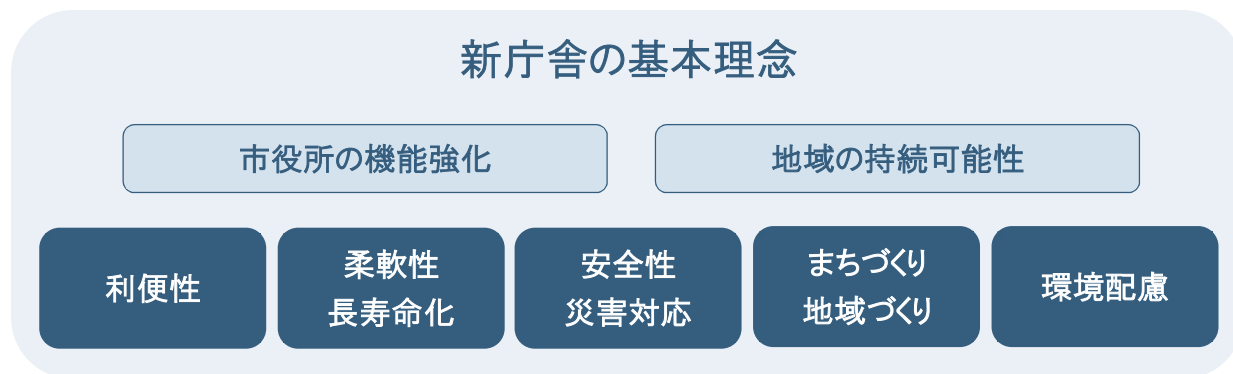 新庁舎の基本理念
市役所の機能強化
地域の持続可能性
利便性
柔軟性
長寿命化
安全性
災害対応
まちづくり
地域づくり
環境配慮